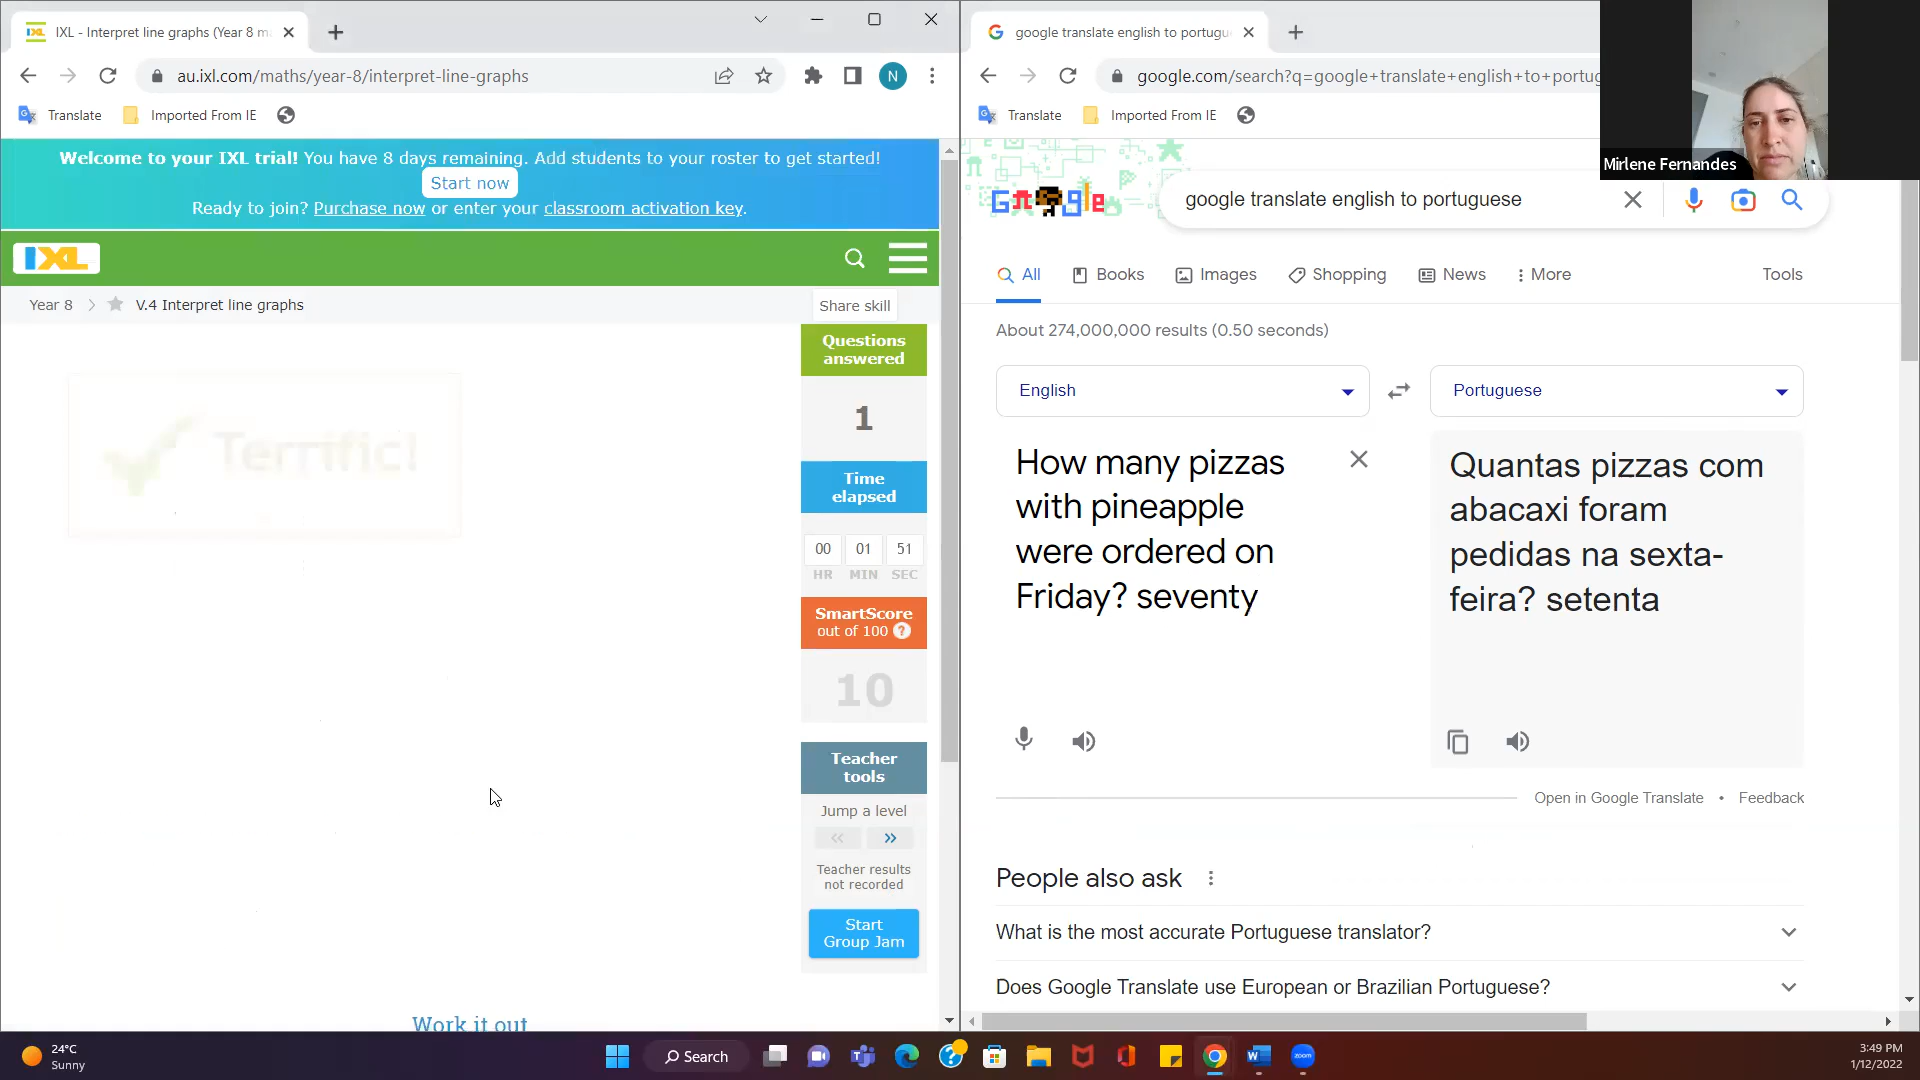 IXL - Interpret line graphs (Year 8 m
au.ixl.com/maths/year-8/interpret-line-graphs
N
Translate
Imported From IE
Welcome to your IXL trial! You have 8 days remaining. Add students to your roster to get started!
Start now
Ready to join? Purchase now or enter your classroom activation key.
IXL
Year 8
V.4 Interpret line graphs
Share skill
Terrific!
Questions
answered
1
Time
elapsed
00 01 51
HR MIN SEC
SmartScore
out of 100 ?
10
Teacher
tools
Jump a level
Teacher results
not recorded
Start
Group Jam
Work it out
google translate english to portugu
google.com/search?q=google+translate+english+to+portug
Translate
Imported From IE
Mirlene Fernandes
Google
google translate english to portuguese
All Books Images Shopping News More Tools
About 274,000,000 results (0.50 seconds)
English
Portuguese
How many pizzas
with pineapple
were ordered on
Friday? seventy
Quantas pizzas com
abacaxi foram
pedidas na sexta-
feira? setenta
Open in Google Translate • Feedback
People also ask
What is the most accurate Portuguese translator?
Does Google Translate use European or Brazilian Portuguese?
24°C
Sunny
Search
zoom
3:49 PM
1/12/2022